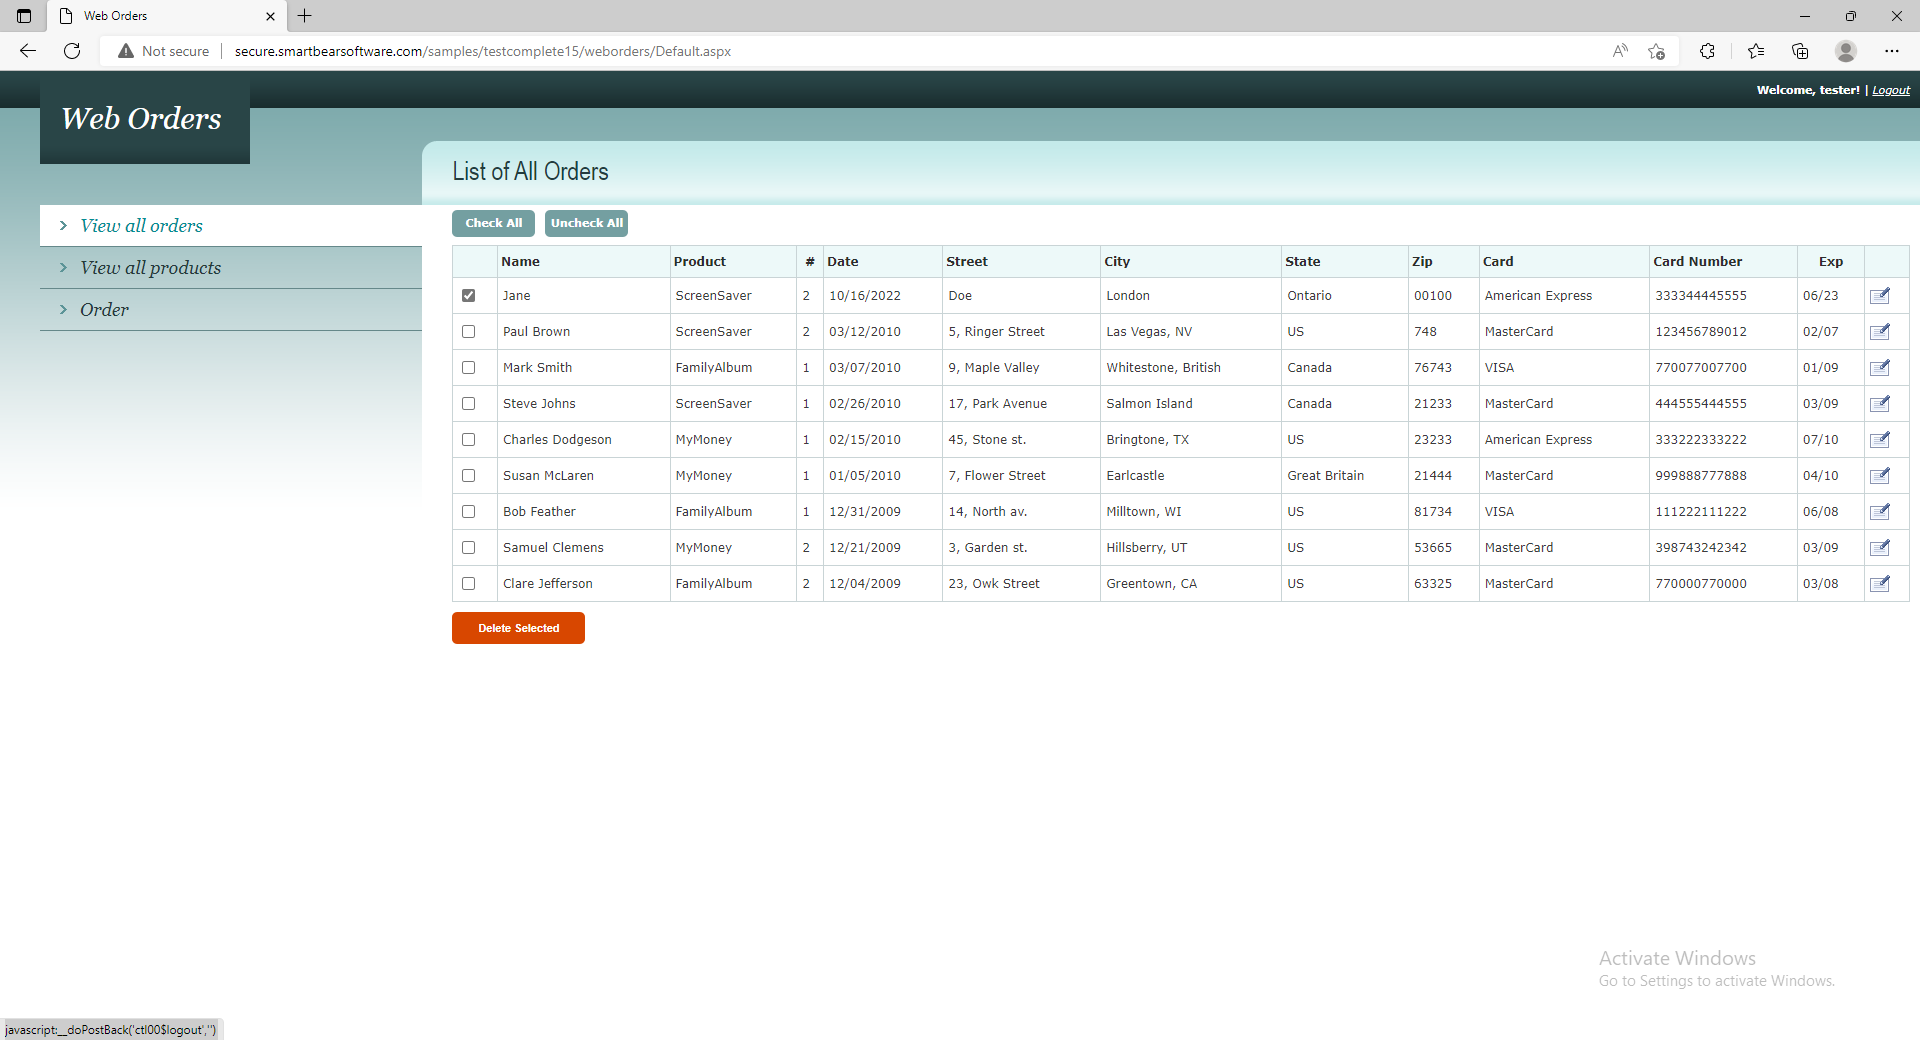 Web Orders
Not secure
secure.smartbearsoftware.com/samples/testcomplete15/weborders/Default.aspx
Welcome, tester! | Logout
Web Orders
List of All Orders
View all orders
View all products
Order
Check All Uncheck All
Name Product # Date Street City State Zip Card Card Number Exp
Jane ScreenSaver 2 10/16/2022 Doe London Ontario 00100 American Express 333344445555 06/23
Paul Brown ScreenSaver 2 03/12/2010 5, Ringer Street Las Vegas, NV US 748 MasterCard 123456789012 02/07
Mark Smith FamilyAlbum 1 03/07/2010 9, Maple Valley Whitestone, British Canada 76743 VISA 770077007700 01/09
Steve Johns ScreenSaver 1 02/26/2010 17, Park Avenue Salmon Island Canada 21233 MasterCard 444555444555 03/09
Charles Dodgeson MyMoney 1 02/15/2010 45, Stone st. Bringtone, TX US 23233 American Express 333222333222 07/10
Susan McLaren MyMoney 1 01/05/2010 7, Flower Street Earlcastle Great Britain 21444 MasterCard 999888777888 04/10
Bob Feather FamilyAlbum 1 12/31/2009 14, North av. Milltown, WI US 81734 VISA 111222111222 06/08
Samuel Clemens MyMoney 2 12/21/2009 3, Garden st. Hillsberry, UT US 53665 MasterCard 398743242342 03/09
Clare Jefferson FamilyAlbum 2 12/04/2009 23, Owk Street Greentown, CA US 63325 MasterCard 770000770000 03/08
Delete Selected
Activate Windows
Go to Settings to activate Windows.
javascript:__doPostBack('ctl00$logout','')